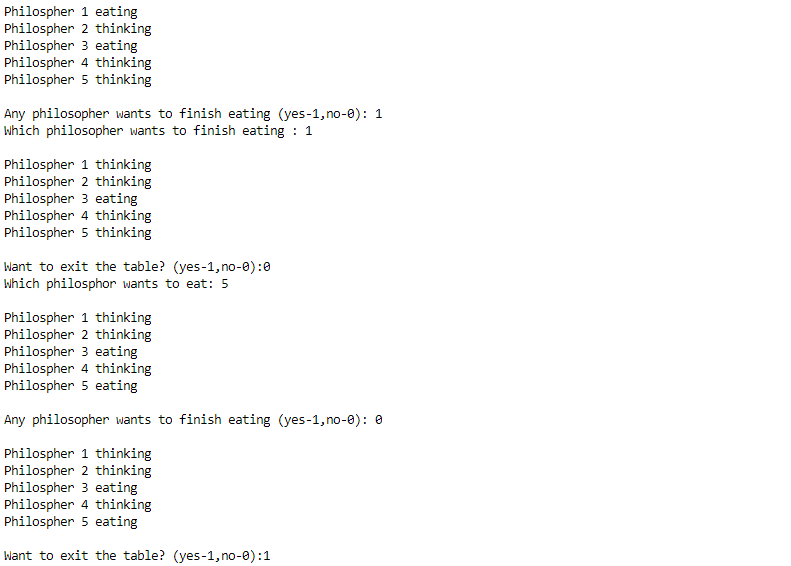 Philospher 1 eating
Philospher 2 thinking
Philospher 3 eating
Philospher 4 thinking
Philospher 5 thinking
Any philosopher wants to finish eating (yes-1,no-0): 1
Which philosopher wants to finish eating : 1
Philospher 1 thinking
Philospher 2 thinking
Philospher 3 eating
Philospher 4 thinking
Philospher 5 thinking
Want to exit the table? (yes-1,no-0):0
Which philosphor wants to eat: 5
Philospher 1 thinking
Philospher 2 thinking
Philospher 3 eating
Philospher 4 thinking
Philospher 5 eating
Any philosopher wants to finish eating (yes-1,no-0): 0
Philospher 1 thinking
Philospher 2 thinking
Philospher 3 eating
Philospher 4 thinking
Philospher 5 eating
Want to exit the table? (yes-1,no-0):1